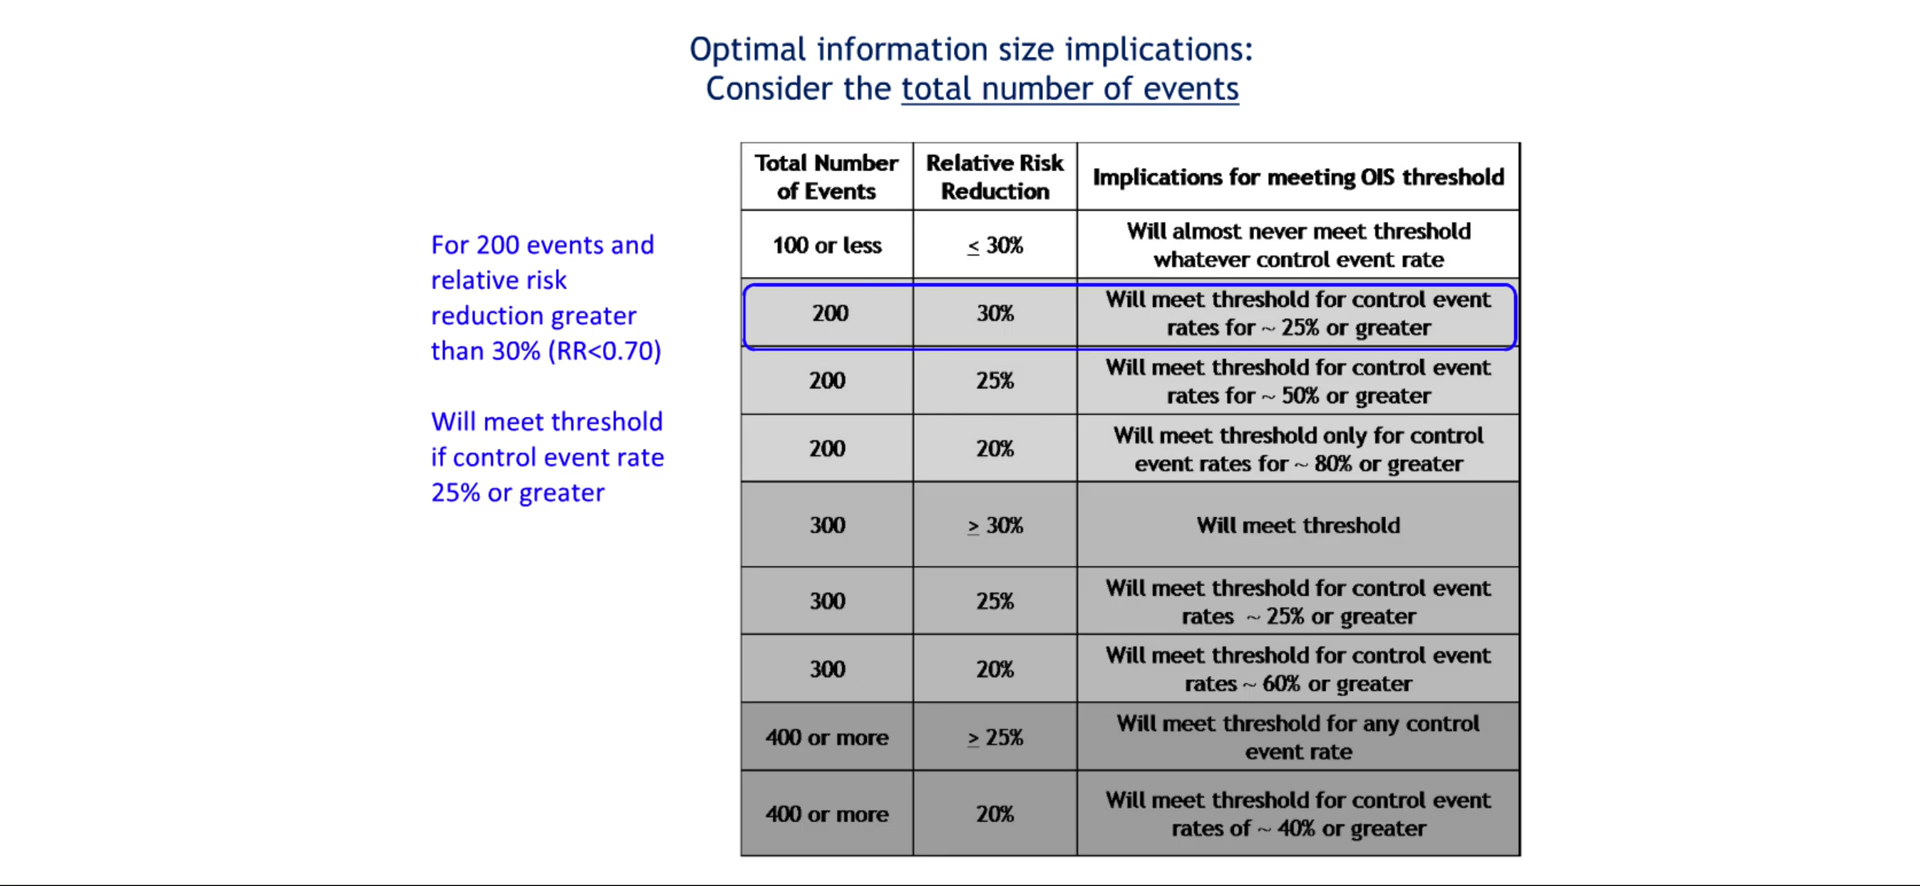 Optimal information size implications:
Consider the total number of events
For 200 events and
relative risk
reduction greater
than 30% (RR<0.70)
Will meet threshold
if control event rate
25% or greater
Total Number
of Events
Relative Risk
Reduction
Implications for meeting OIS threshold
100 or less
≤ 30%
Will almost never meet threshold
whatever control event rate
200
30%
Will meet threshold for control event
rates for ~ 25% or greater
200
25%
Will meet threshold for control event
rates for ~ 50% or greater
200
20%
Will meet threshold only for control
event rates for ~ 80% or greater
300
≥ 30%
Will meet threshold
300
25%
Will meet threshold for control event
rates ~ 25% or greater
300
20%
Will meet threshold for control event
rates ~ 60% or greater
400 or more
≥ 25%
Will meet threshold for any control
event rate
400 or more
20%
Will meet threshold for control event
rates of ~ 40% or greater